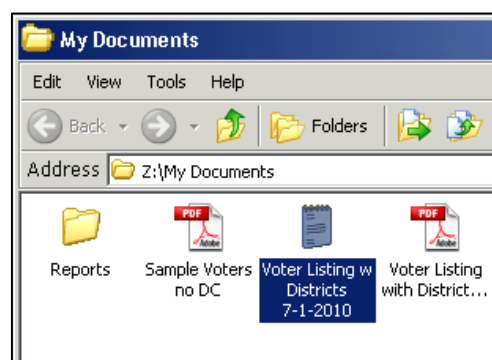 My Documents
Edit View Tools Help
Back Folders
Address Z:\My Documents
PDF
Adobe
PDF
Adobe
Reports
Sample Voters
no DC
Voter Listing w
Districts
7-1-2010
Voter Listing
with District...